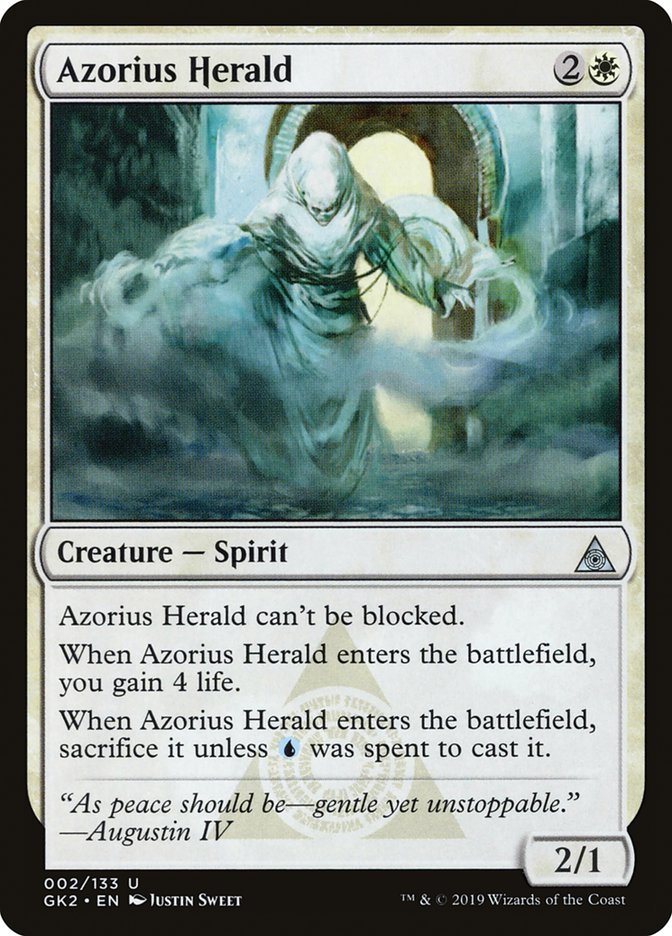 Azorius Herald 2
Creature — Spirit
Azorius Herald can't be blocked.
When Azorius Herald enters the battlefield,
you gain 4 life.
When Azorius Herald enters the battlefield,
sacrifice it unless was spent to cast it.
“As peace should be—gentle yet unstoppable.”
—Augustin IV
2/1
002/133 U
GK2 • EN Justin Sweet
™ & © 2019 Wizards of the Coast